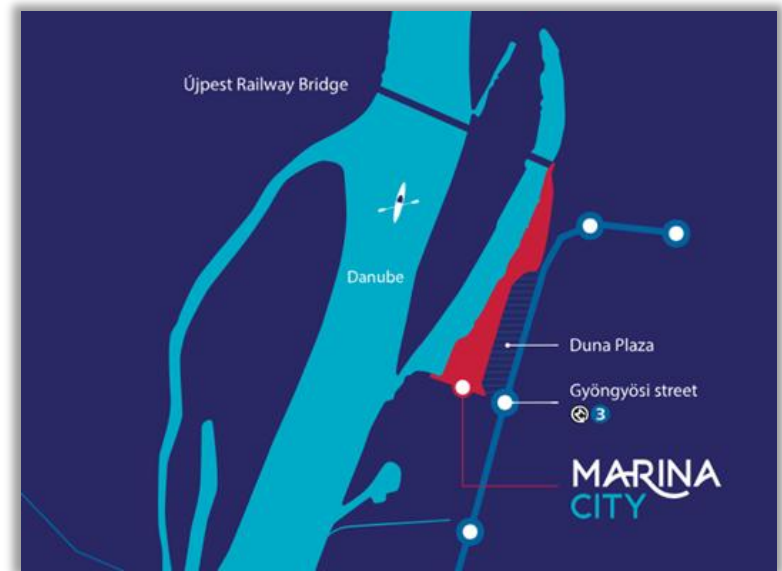 Újpest Railway Bridge
Danube
Duna Plaza
Gyöngyösi street
3
MARINA
CITY